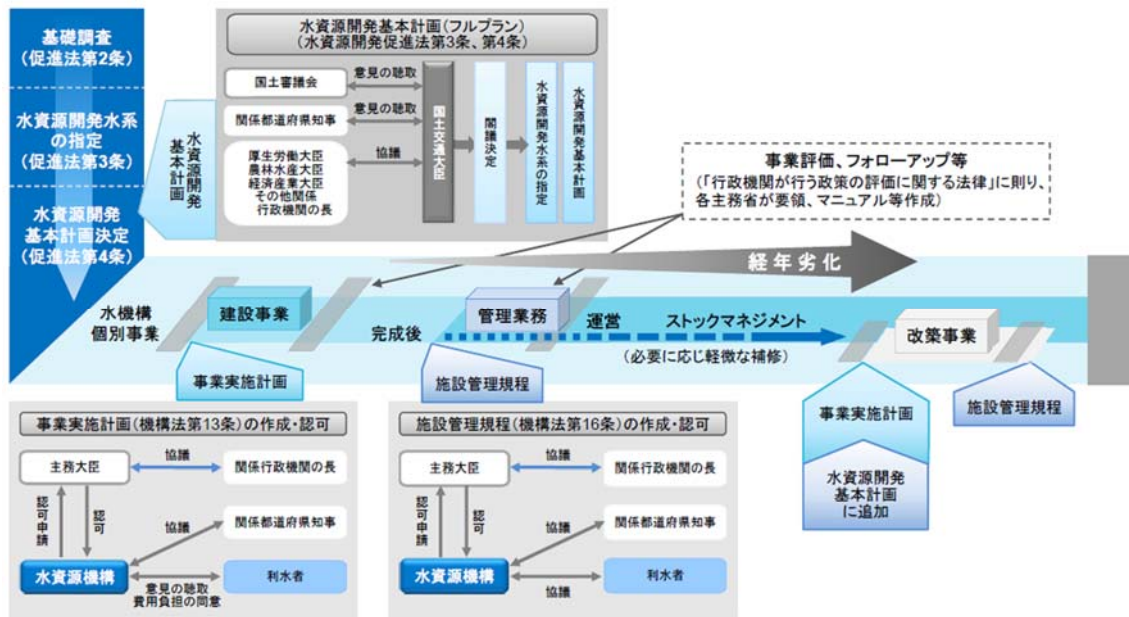 基礎調査
(促進法第2条)
水資源開発水系
の指定
(促進法第3条)
水資源開発
基本計画決定
(促進法第4条)
水資源開発
基本計画
水資源開発基本計画(フルプラン)
(水資源開発促進法第3条、第4条)
国土審議会
意見の聴取
関係都道府県知事
意見の聴取
厚生労働大臣
農林水産大臣
経済産業大臣
その他関係
行政機関の長
協議
国土交通大臣
閣議決定
水資源開発水系の指定
水資源開発基本計画
事業評価、フォローアップ等
(「行政機関が行う政策の評価に関する法律」に則り、
各主務省が要領、マニュアル等作成)
経年劣化
水機構
個別事業
建設事業
完成後
管理業務
運営
ストックマネジメント
(必要に応じ軽微な補修)
改築事業
事業実施計画
施設管理規程
事業実施計画
水資源開発
基本計画
に追加
施設管理規程
事業実施計画(機構法第13条)の作成・認可
主務大臣
協議
関係行政機関の長
認可申請
認可
協議
関係都道府県知事
水資源機構
意見の聴取
費用負担の同意
利水者
施設管理規程(機構法第16条)の作成・認可
主務大臣
協議
関係行政機関の長
認可申請
認可
協議
関係都道府県知事
水資源機構
協議
利水者